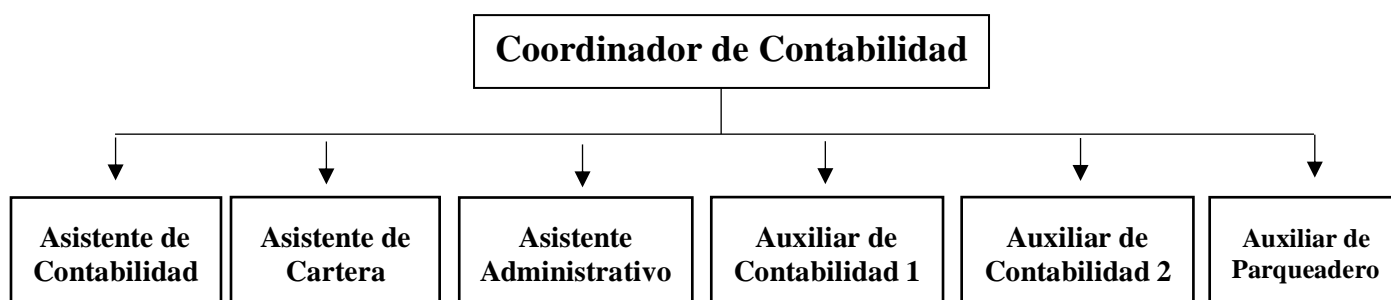 Coordinador de Contabilidad
Asistente de
Contabilidad
Asistente de
Cartera
Asistente
Administrativo
Auxiliar de
Contabilidad 1
Auxiliar de
Contabilidad 2
Auxiliar de
Parqueadero